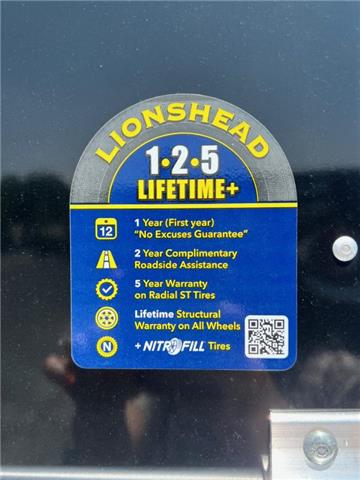 LIONSHEAD
1•2•5
LIFETIME+
12
1 Year (First year)
"No Excuses Guarantee"
2 Year Complimentary
Roadside Assistance
5 Year Warranty
on Radial ST Tires
Lifetime Structural
Warranty on All Wheels
N
+ NITROFILL Tires